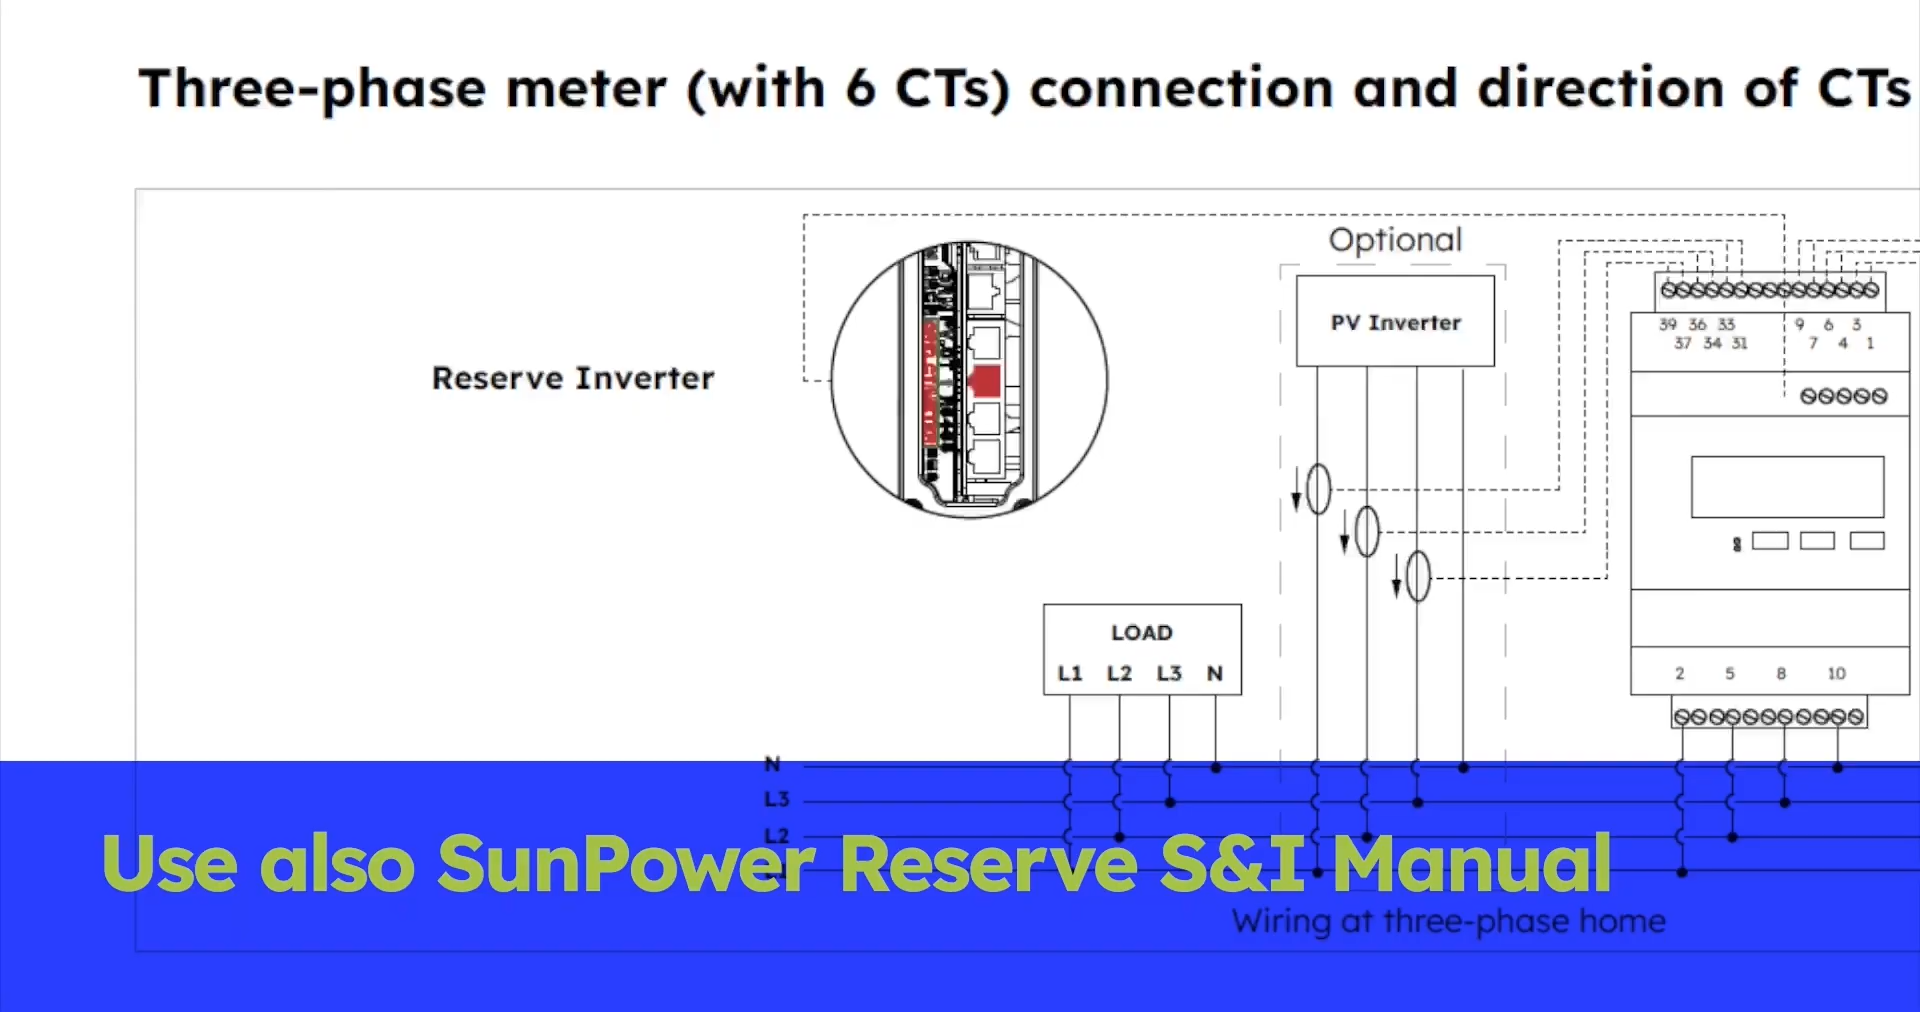 Three-phase meter (with 6 CTs) connection and direction of CTs
Optional
PV Inverter
Reserve Inverter
39 36 33 9 6 3
37 34 31 7 4 1
LOAD
L1 L2 L3 N
2 5 8 10
N
L3
L2
Use also SunPower Reserve S&I Manual
Wiring at three-phase home